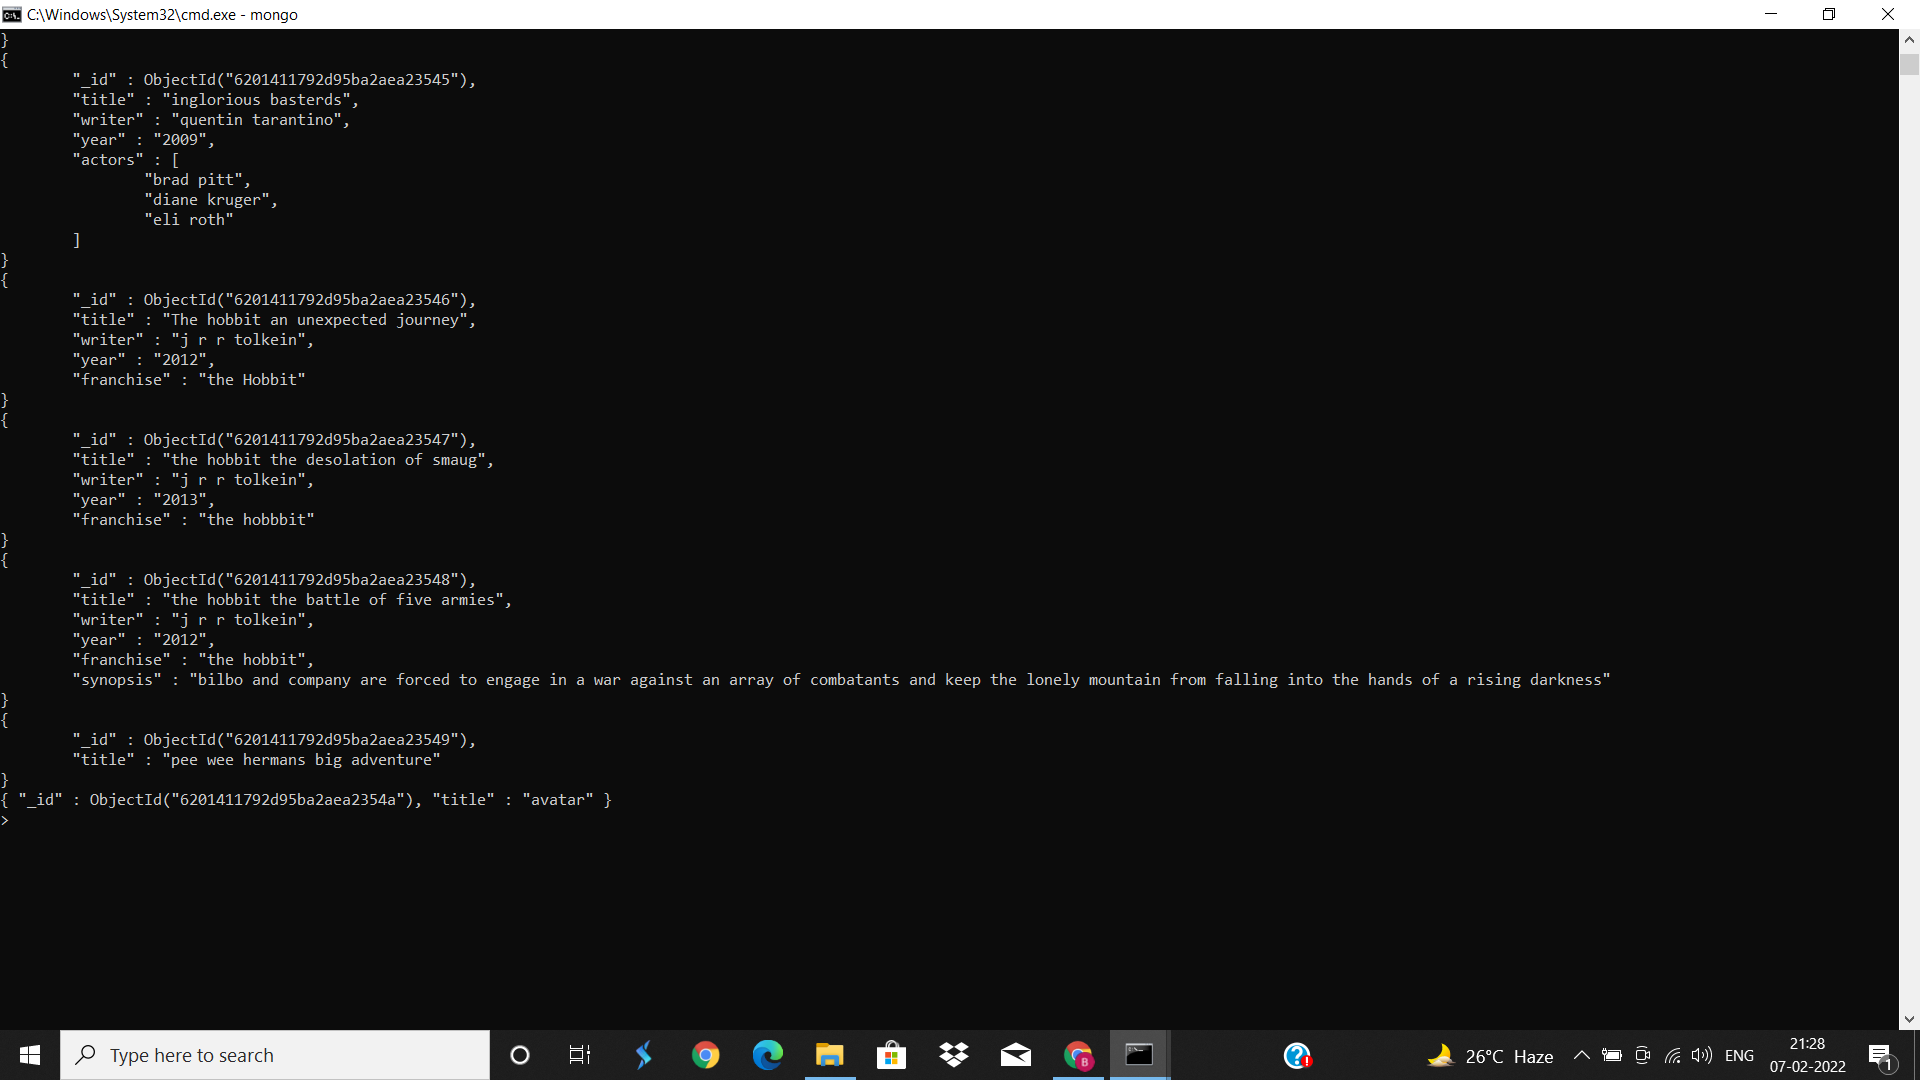 C:\Windows\System32\cmd.exe - mongo
}
{
        "_id" : ObjectId("6201411792d95ba2aea23545"),
        "title" : "inglorious basterds",
        "writer" : "quentin tarantino",
        "year" : "2009",
        "actors" : [
                "brad pitt",
                "diane kruger",
                "eli roth"
        ]
}
{
        "_id" : ObjectId("6201411792d95ba2aea23546"),
        "title" : "The hobbit an unexpected journey",
        "writer" : "j r r tolkein",
        "year" : "2012",
        "franchise" : "the Hobbit"
}
{
        "_id" : ObjectId("6201411792d95ba2aea23547"),
        "title" : "the hobbit the desolation of smaug",
        "writer" : "j r r tolkein",
        "year" : "2013",
        "franchise" : "the hobbbit"
}
{
        "_id" : ObjectId("6201411792d95ba2aea23548"),
        "title" : "the hobbit the battle of five armies",
        "writer" : "j r r tolkein",
        "year" : "2012",
        "franchise" : "the hobbit",
        "synopsis" : "bilbo and company are forced to engage in a war against an array of combatants and keep the lonely mountain from falling into the hands of a rising darkness"
}
{
        "_id" : ObjectId("6201411792d95ba2aea23549"),
        "title" : "pee wee hermans big adventure"
}
{ "_id" : ObjectId("6201411792d95ba2aea2354a"), "title" : "avatar" }
>
Type here to search
B
26°C Haze
ENG
21:28
07-02-2022
1